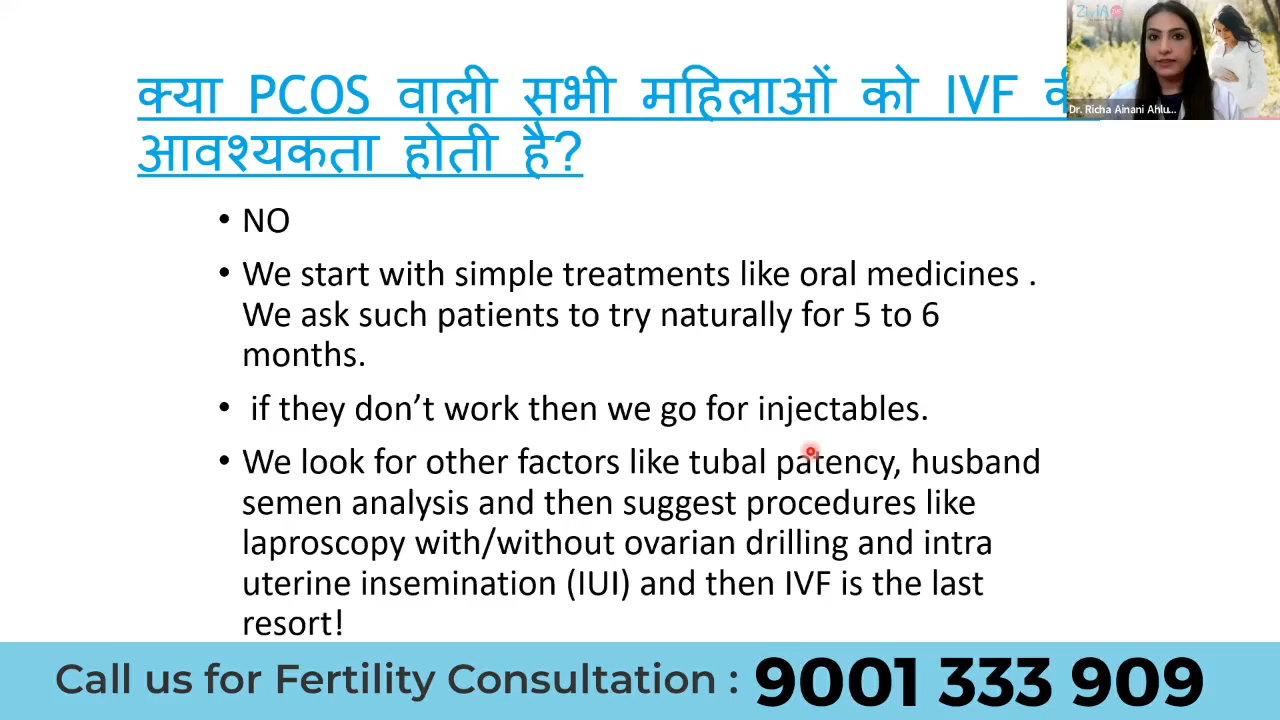 क्या PCOS वाली सभी महिलाओं को IVF
आवश्यकता होती है?
Dr. Richa Ainani Ahlu...
• NO
• We start with simple treatments like oral medicines .
We ask such patients to try naturally for 5 to 6
months.
• if they don’t work then we go for injectables.
• We look for other factors like tubal patency, husband
semen analysis and then suggest procedures like
laproscopy with/without ovarian drilling and intra
uterine insemination (IUI) and then IVF is the last
resort!
Call us for Fertility Consultation : 9001 333 909